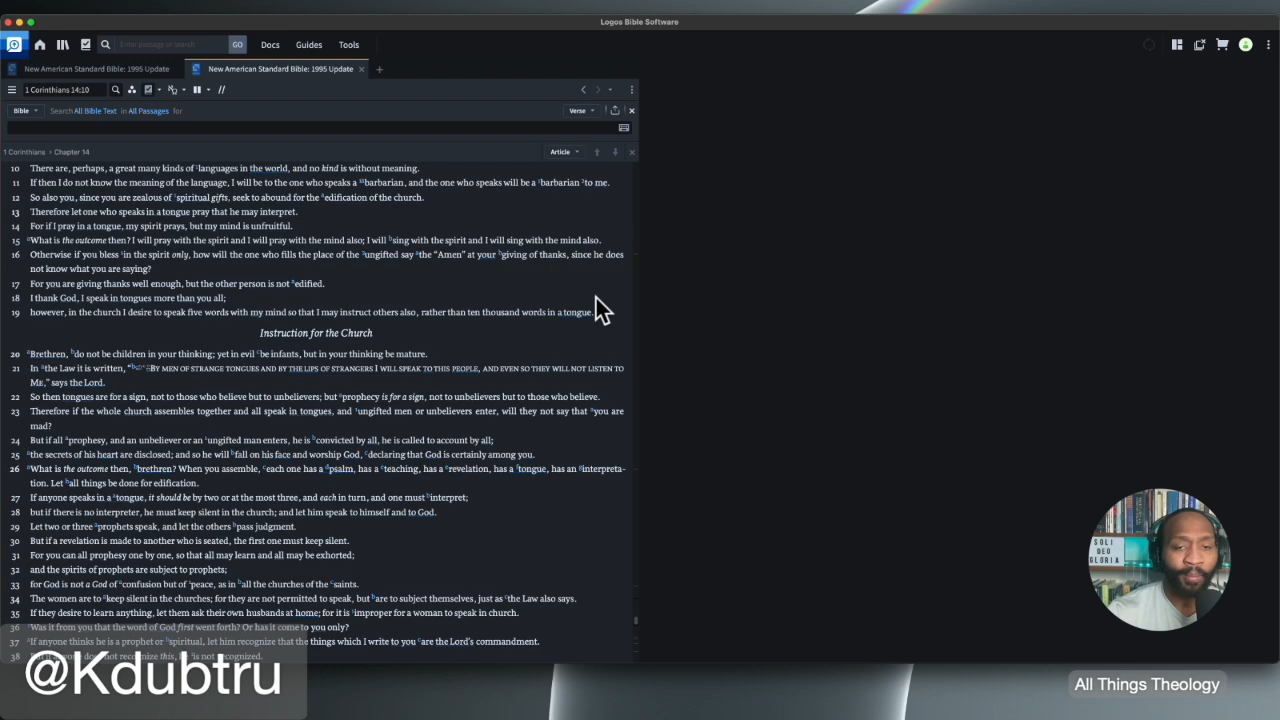 Logos Bible Software
Enter passage or search GO Docs Guides Tools
New American Standard Bible: 1995 Update New American Standard Bible: 1995 Update
1 Corinthians 14:10
Bible Search All Bible Text in All Passages for Verse
1 Corinthians › Chapter 14 Article
10 There are, perhaps, a great many kinds of languages in the world, and no kind is without meaning.
11 If then I do not know the meaning of the language, I will be to the one who speaks a barbarian, and the one who speaks will be a barbarian to me.
12 So also you, since you are zealous of spiritual gifts, seek to abound for the edification of the church.
13 Therefore let one who speaks in a tongue pray that he may interpret.
14 For if I pray in a tongue, my spirit prays, but my mind is unfruitful.
15 What is the outcome then? I will pray with the spirit and I will pray with the mind also; I will sing with the spirit and I will sing with the mind also.
16 Otherwise if you bless in the spirit only, how will the one who fills the place of the ungifted say the “Amen” at your giving of thanks, since he does
not know what you are saying?
17 For you are giving thanks well enough, but the other person is not edified.
18 I thank God, I speak in tongues more than you all;
19 however, in the church I desire to speak five words with my mind so that I may instruct others also, rather than ten thousand words in a tongue.
Instruction for the Church
20 Brethren, do not be children in your thinking; yet in evil be infants, but in your thinking be mature.
21 In the Law it is written, “BY MEN OF STRANGE TONGUES AND BY THE LIPS OF STRANGERS I WILL SPEAK TO THIS PEOPLE, AND EVEN SO THEY WILL NOT LISTEN TO
ME,” says the Lord.
22 So then tongues are for a sign, not to those who believe but to unbelievers; but prophecy is for a sign, not to unbelievers but to those who believe.
23 Therefore if the whole church assembles together and all speak in tongues, and ungifted men or unbelievers enter, will they not say that you are
mad?
24 But if all prophesy, and an unbeliever or an ungifted man enters, he is convicted by all, he is called to account by all;
25 the secrets of his heart are disclosed; and so he will fall on his face and worship God, declaring that God is certainly among you.
26 What is the outcome then, brethren? When you assemble, each one has a psalm, has a teaching, has a revelation, has a tongue, has an interpreta-
tion. Let all things be done for edification.
27 If anyone speaks in a tongue, it should be by two or at the most three, and each in turn, and one must interpret;
28 but if there is no interpreter, he must keep silent in the church; and let him speak to himself and to God.
29 Let two or three prophets speak, and let the others pass judgment.
30 But if a revelation is made to another who is seated, the first one must keep silent.
31 For you can all prophesy one by one, so that all may learn and all may be exhorted;
32 and the spirits of prophets are subject to prophets;
33 for God is not a God of confusion but of peace, as in all the churches of the saints.
34 The women are to keep silent in the churches; for they are not permitted to speak, but are to subject themselves, just as the Law also says.
35 If they desire to learn anything, let them ask their own husbands at home; for it is improper for a woman to speak in church.
36 Was it from you that the word of God first went forth? Or has it come to you only?
37 If anyone thinks he is a prophet or spiritual, let him recognize that the things which I write to you are the Lord’s commandment.
38 not recognize this, he is not recognized.
SOLI
DEO
GLORIA
@Kdubtru
All Things Theology